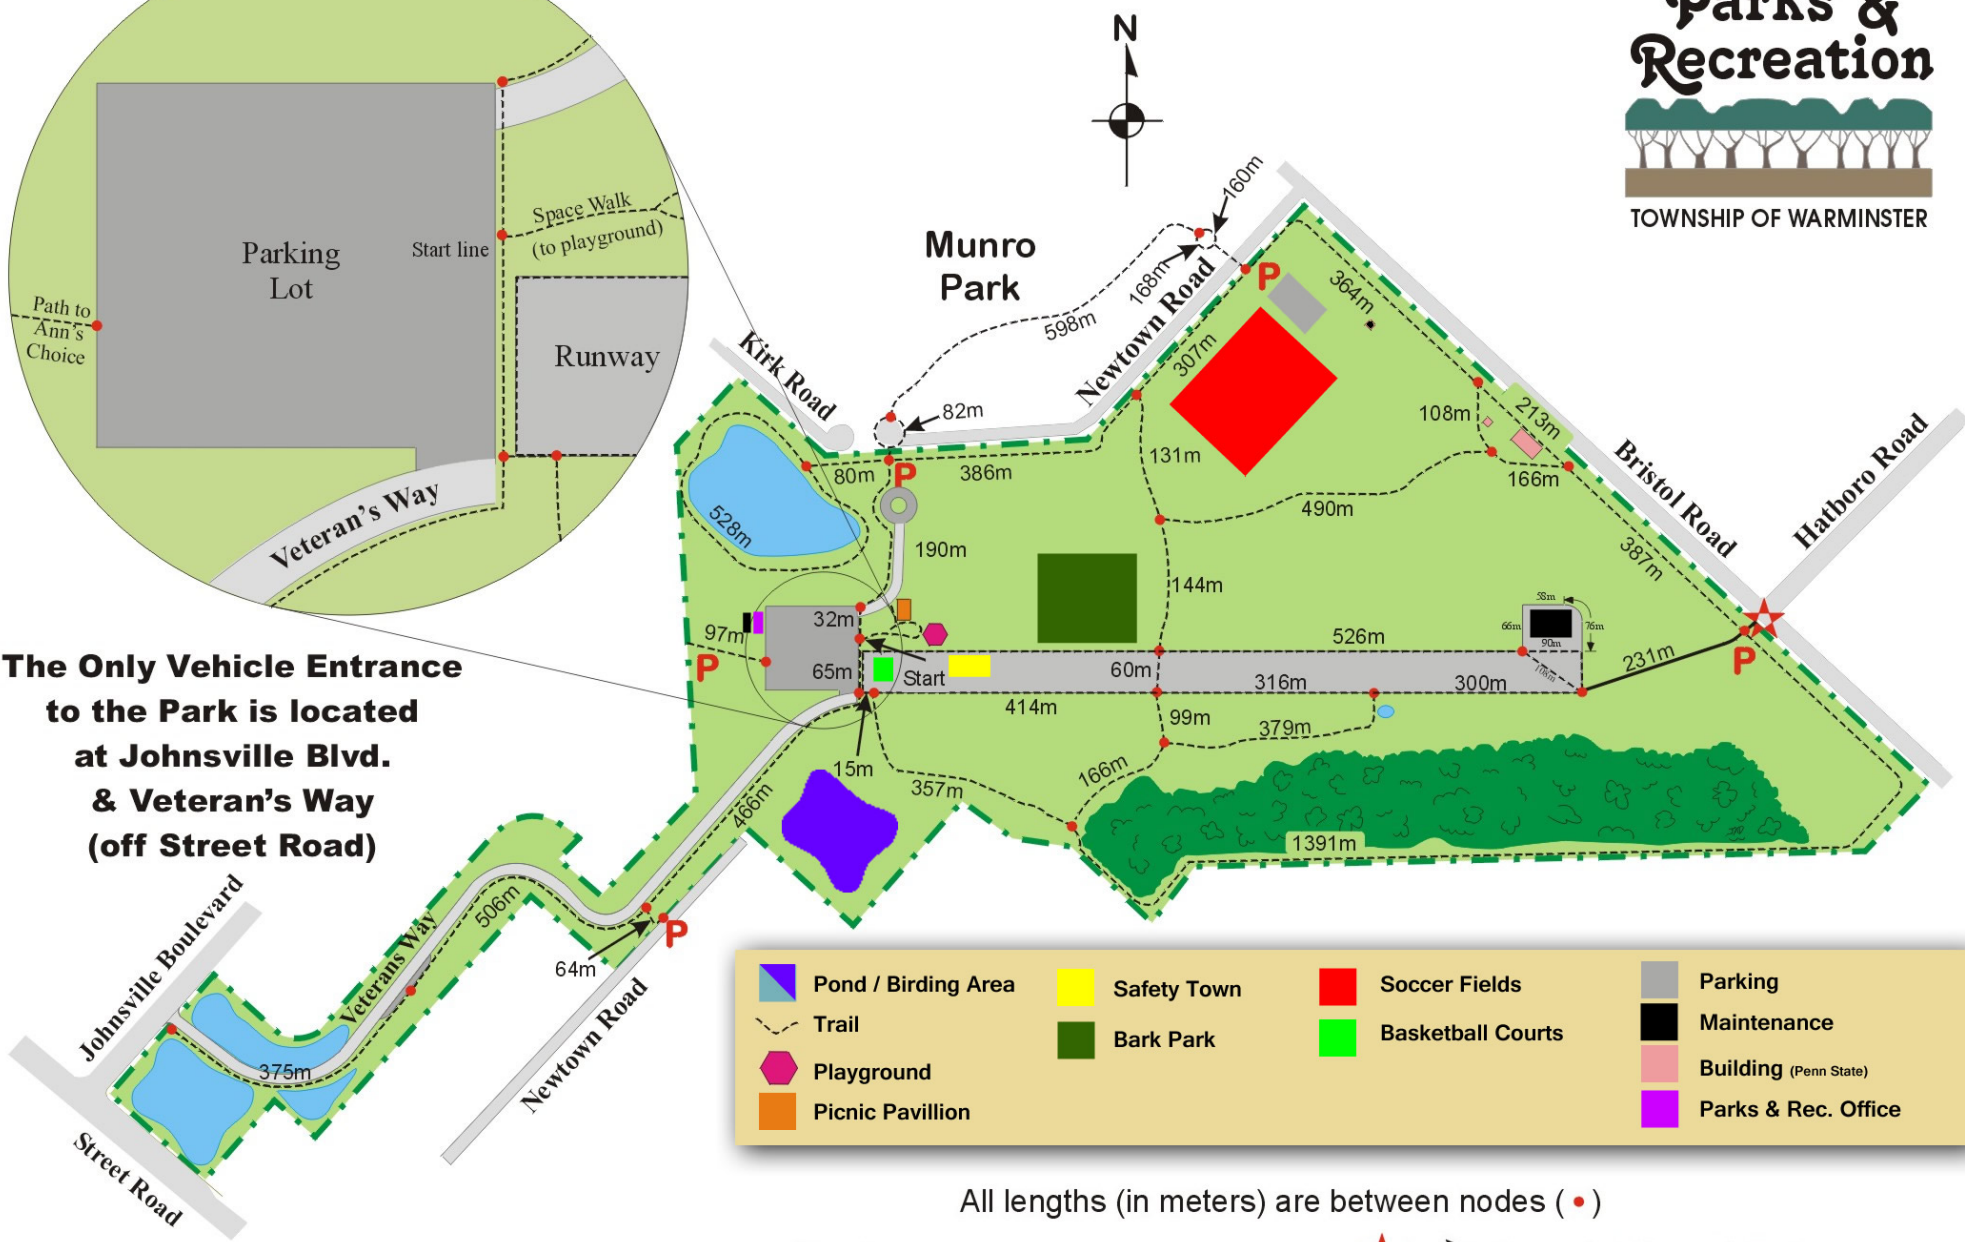 Parks &
Recreation
TOWNSHIP OF WARMINSTER
N
Parking
Lot
Start line
Space Walk
(to playground)
Path to
Ann's
Choice
Runway
Veteran's Way
Munro
Park
160m
168m
598m
Newtown Road
P
364m
307m
Kirk Road
82m
108m
213m
80m
P
386m
131m
166m
Bristol Road
Hatboro Road
528m
490m
190m
387m
144m
58m
32m
97m
P
526m
66m
76m
90m
108m
231m
P
65m
Start
60m
316m
300m
414m
99m
379m
15m
166m
357m
466m
1391m
The Only Vehicle Entrance
to the Park is located
at Johnsville Blvd.
& Veteran's Way
(off Street Road)
Johnsville Boulevard
506m
Veterans Way
P
64m
Newtown Road
375m
Street Road
Pond / Birding Area
Trail
Playground
Picnic Pavillion
Safety Town
Bark Park
Soccer Fields
Basketball Courts
Parking
Maintenance
Building (Penn State)
Parks & Rec. Office
All lengths (in meters) are between nodes ( • )